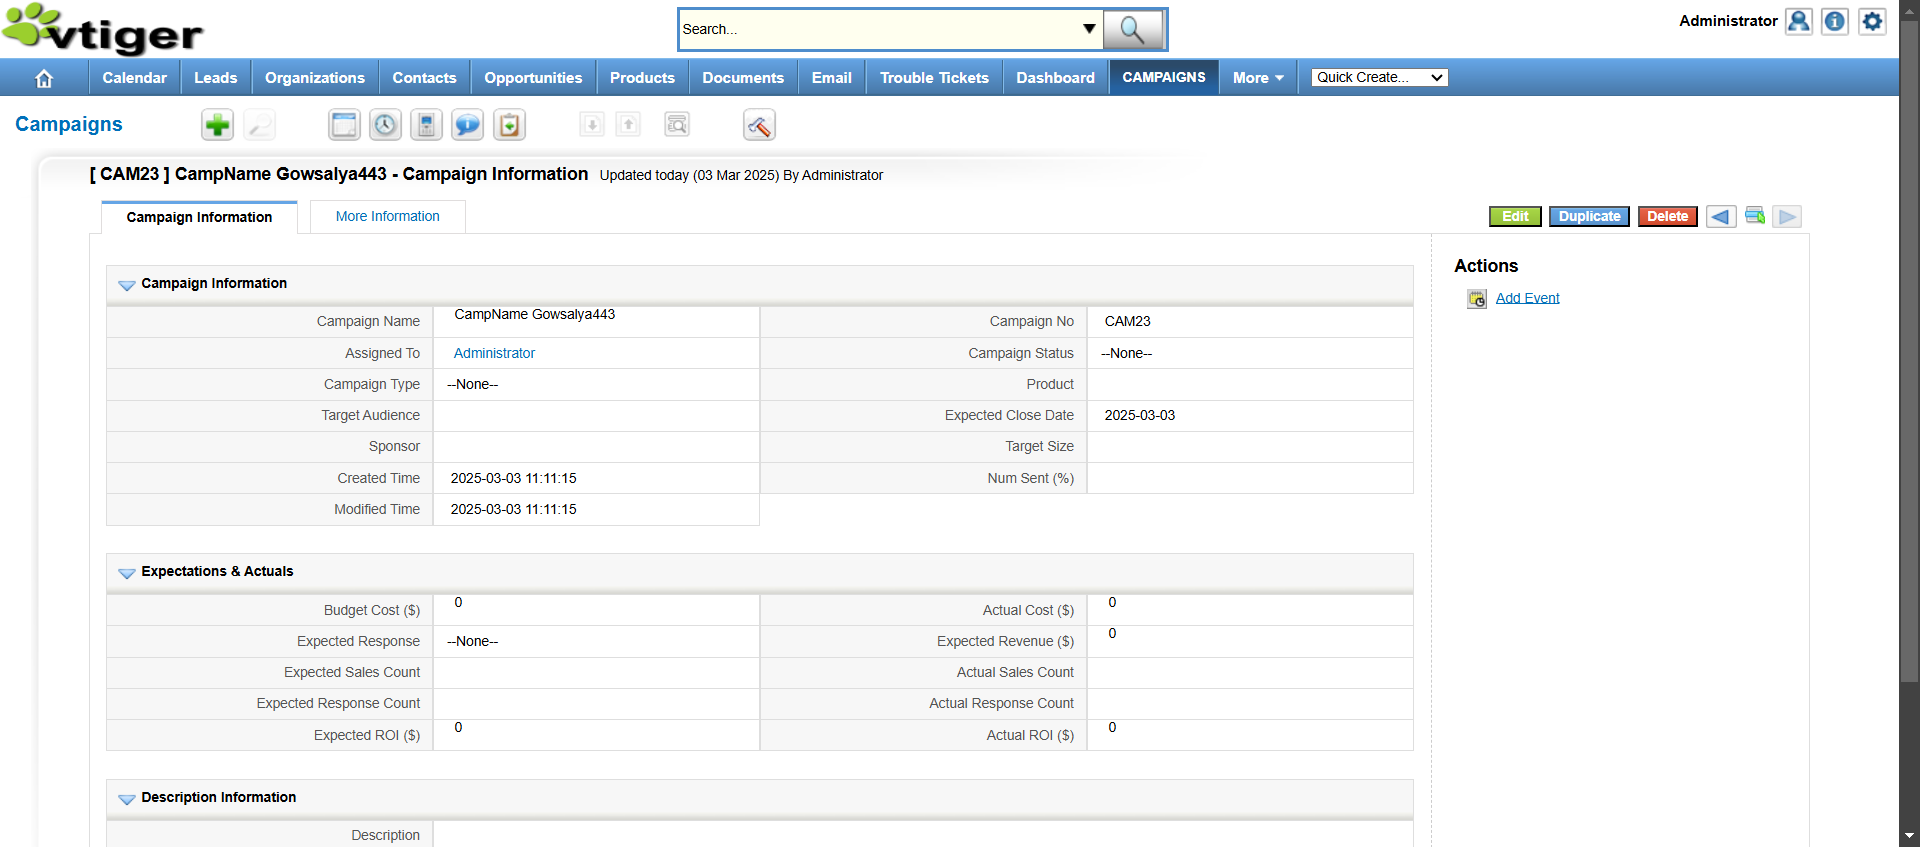 vtiger
Search...
Administrator
Calendar
Leads
Organizations
Contacts
Opportunities
Products
Documents
Email
Trouble Tickets
Dashboard
CAMPAIGNS
More
Quick Create...
Campaigns
[ CAM23 ] CampName Gowsalya443 - Campaign Information Updated today (03 Mar 2025) By Administrator
Campaign Information
More Information
Edit
Duplicate
Delete
Campaign Information
Campaign Name CampName Gowsalya443 Campaign No CAM23
Assigned To Administrator Campaign Status --None--
Campaign Type --None-- Product
Target Audience Expected Close Date 2025-03-03
Sponsor Target Size
Created Time 2025-03-03 11:11:15 Num Sent (%)
Modified Time 2025-03-03 11:11:15
Expectations & Actuals
Budget Cost ($) 0 Actual Cost ($) 0
Expected Response --None-- Expected Revenue ($) 0
Expected Sales Count Actual Sales Count
Expected Response Count Actual Response Count
Expected ROI ($) 0 Actual ROI ($) 0
Description Information
Description
Actions
Add Event